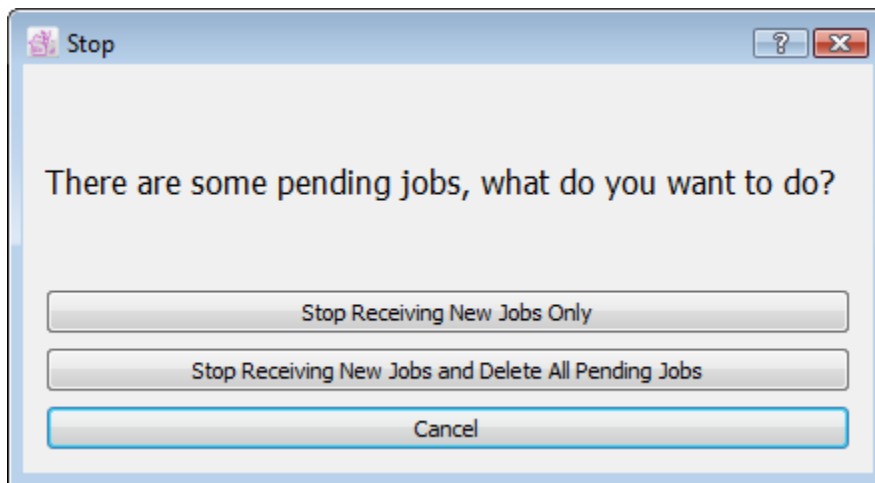 Stop
There are some pending jobs, what do you want to do?
Stop Receiving New Jobs Only
Stop Receiving New Jobs and Delete All Pending Jobs
Cancel